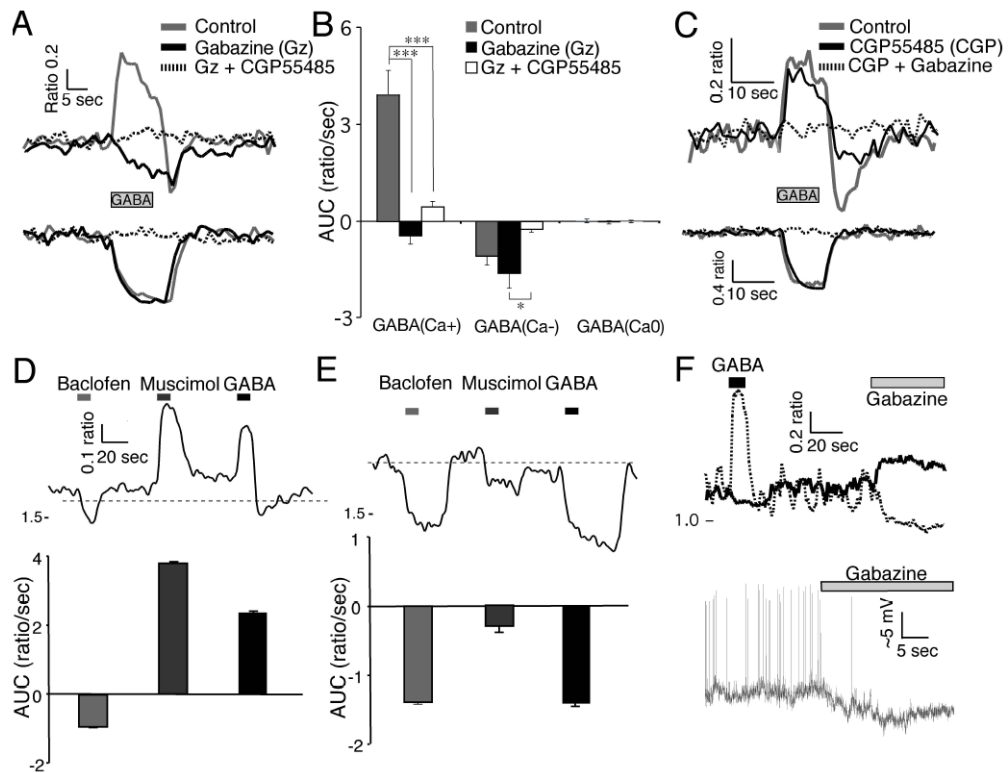 A
Control
Gabazine (Gz)
Gz + CGP55485
Ratio 0.2
5 sec
GABA
B
Control
Gabazine (Gz)
Gz + CGP55485
***
***
*
6
3
0
-3
AUC (ratio/sec)
GABA(Ca+) GABA(Ca-) GABA(Ca0)
C
Control
CGP55485 (CGP)
CGP + Gabazine
0.2 ratio
10 sec
GABA
0.4 ratio
10 sec
D
Baclofen Muscimol GABA
0.1 ratio
20 sec
1.5-
4
2
0
-2
AUC (ratio/sec)
E
Baclofen Muscimol GABA
1.5-
1
0
-1
-2
AUC (ratio/sec)
F
GABA
Gabazine
0.2 ratio
20 sec
1.0 –
Gabazine
~5 mV
5 sec